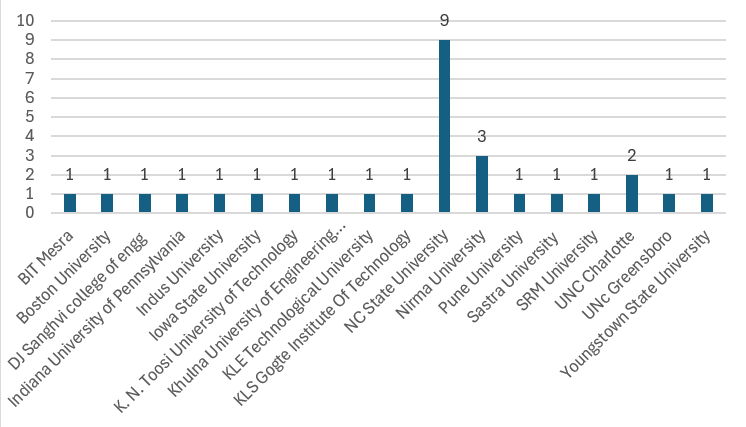 10
9
8
7
6
5
4
3
2
1
0
1
1
1
1
1
1
1
1
1
1
9
3
1
1
1
2
1
1
BIT Mesra
Boston University
DJ Sanghvi college of engg
Indiana University of Pennsylvania
Indus University
Iowa State University
K. N. Toosi University of Technology
Khulna University of Engineering...
KLE Technological University
KLS Gogte Institute Of Technology
NC State University
Nirma University
Pune University
Sastra University
SRM University
UNC Charlotte
UNc Greensboro
Youngstown State University